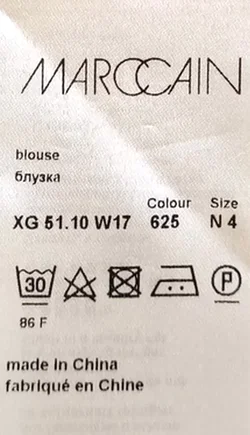 MARCCAIN
blouse
блузка
Colour Size
XG 51.10 W17 625 N 4
30 P
86 F
made in China
fabriqué en Chine